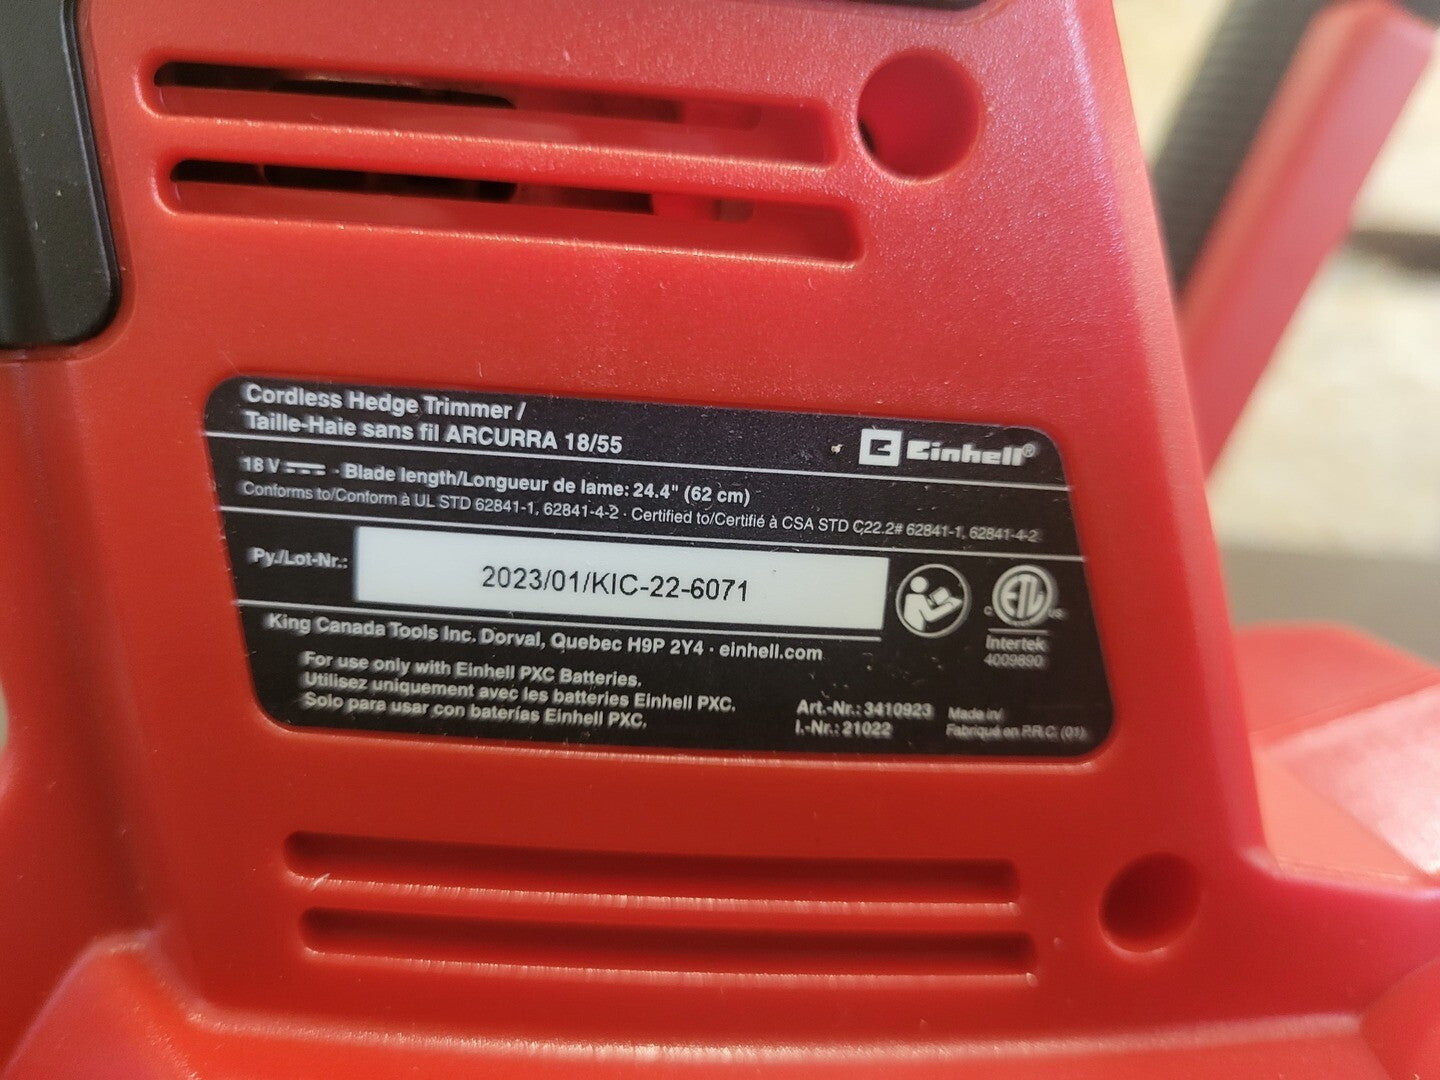 Cordless Hedge Trimmer /
Taille-Haie sans fil ARCURRA 18/55
Einhell®
18 V ⎓ · Blade length/Longueur de lame: 24.4" (62 cm)
Conforms to/Conform à UL STD 62841-1, 62841-4-2 · Certified to/Certifié à CSA STD C22.2# 62841-1, 62841-4-2
Py./Lot-Nr.:
2023/01/KIC-22-6071
C ETL US
Intertek
4009890
King Canada Tools Inc. Dorval, Quebec H9P 2Y4 · einhell.com
For use only with Einhell PXC Batteries.
Utilisez uniquement avec les batteries Einhell PXC.
Solo para usar con baterías Einhell PXC.
Art.-Nr.: 3410923
I.-Nr.: 21022
Made in/
Fabriqué en P.R.C. (01)